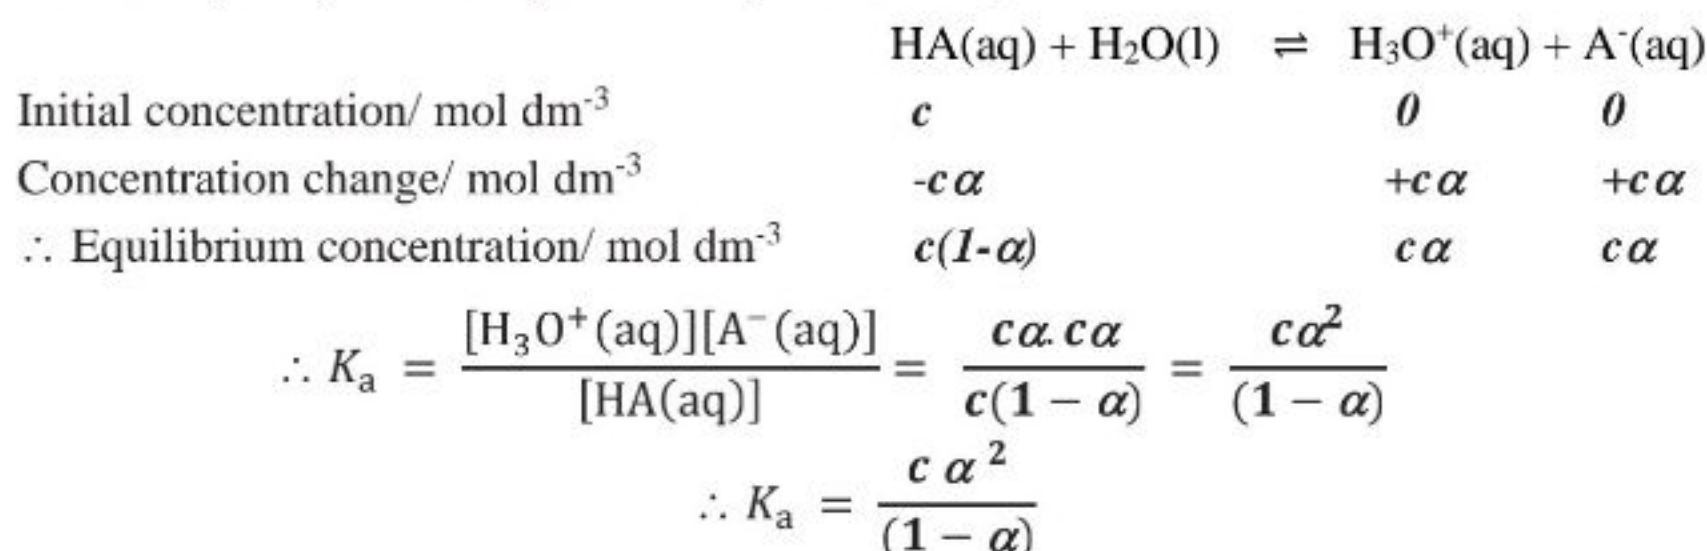 HA(aq) + H₂O(l) ⇌ H₃O⁺(aq) + A⁻(aq)
Initial concentration/ mol dm⁻³ c 0 0
Concentration change/ mol dm⁻³ -cα +cα +cα
∴ Equilibrium concentration/ mol dm⁻³ c(1-α) cα cα
∴ Kₐ = [H₃O⁺(aq)][A⁻(aq)] / [HA(aq)] = cα.cα / c(1 − α) = cα² / (1 − α)
∴ Kₐ = c α² / (1 − α)